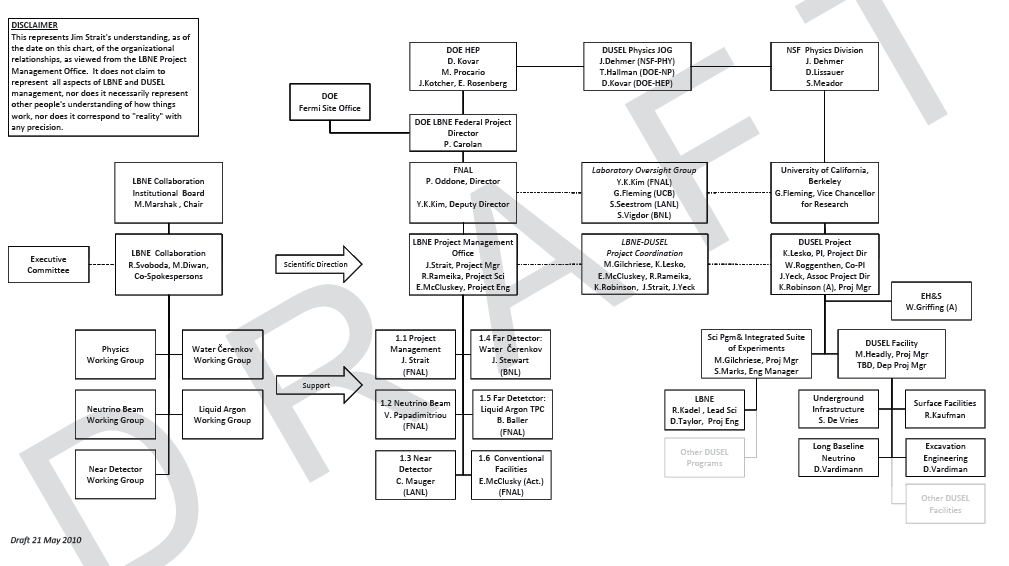 DISCLAIMER
This represents Jim Strait's understanding, as of
the date on this chart, of the organizational
relationships, as viewed from the LBNE Project
Management Office. It does not claim to
represent all aspects of LBNE and DUSEL
management, nor does it necessarily represent
other people's understanding of how things
work, nor does it correspond to "reality" with
any precision.
DOE HEP
D. Kovar
M. Procario
J.Kotcher, E. Rosenberg
DUSEL Physics JOG
J.Dehmer (NSF-PHY)
T.Hallman (DOE-NP)
D.Kovar (DOE-HEP)
NSF Physics Division
J. Dehmer
D.Lissauer
S.Meador
DOE
Fermi Site Office
DOE LBNE Federal Project
Director
P. Carolan
LBNE Collaboration
Institutional Board
M.Marshak , Chair
FNAL
P. Oddone, Director
Y.K.Kim, Deputy Director
Laboratory Oversight Group
Y.K.Kim (FNAL)
G.Fleming (UCB)
S.Seestrom (LANL)
S.Vigdor (BNL)
University of California,
Berkeley
G.Fleming, Vice Chancellor
for Research
Executive
Committee
LBNE Collaboration
R.Svoboda, M.Diwan,
Co-Spokespersons
Scientific Direction
LBNE Project Management
Office
J.Strait, Project Mgr
R.Rameika, Project Sci
E.McCluskey, Project Eng
LBNE-DUSEL
Project Coordination
M.Gilchriese, K.Lesko,
E.McCluskey, R.Rameika,
K.Robinson, J.Strait, J.Yeck
DUSEL Project
K.Lesko, PI, Project Dir
W.Roggenthen, Co-PI
J.Yeck, Assoc Project Dir
K.Robinson (A), Proj Mgr
EH&S
W.Griffing (A)
Physics
Working Group
Water Čerenkov
Working Group
1.1 Project
Management
J. Strait
(FNAL)
1.4 Far Detector:
Water Čerenkov
J. Stewart
(BNL)
Sci Pgm& Integrated Suite
of Experiments
M.Gilchriese, Proj Mgr
S.Marks, Eng Manager
DUSEL Facility
M.Headly, Proj Mgr
TBD, Dep Proj Mgr
Support
Neutrino Beam
Working Group
Liquid Argon
Working Group
1.2 Neutrino Beam
V. Papadimitriou
(FNAL)
1.5 Far Detetctor:
Liquid Argon TPC
B. Baller
(FNAL)
LBNE
R.Kadel , Lead Sci
D.Taylor, Proj Eng
Underground
Infrastructure
S. De Vries
Surface Facilities
R.Kaufman
Near Detector
Working Group
1.3 Near
Detector
C. Mauger
(LANL)
1.6 Conventional
Facilities
E.McClusky (Act.)
(FNAL)
Other DUSEL
Programs
Long Baseline
Neutrino
D.Vardimann
Excavation
Engineering
D.Vardiman
Other DUSEL
Facilities
Draft 21 May 2010
DRAFT